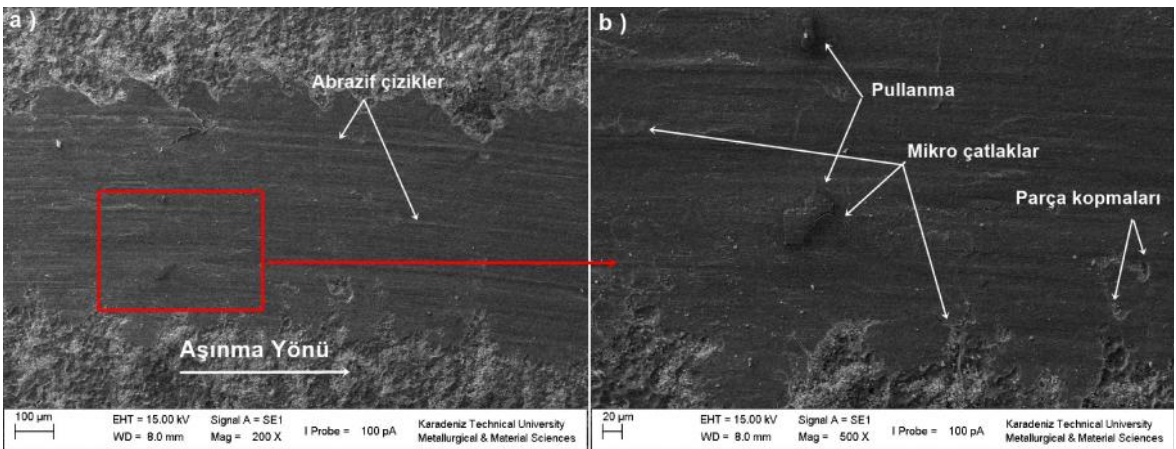 a )
Abrazif çizikler
Aşınma Yönü
100 µm
EHT = 15.00 kV
WD = 8.0 mm
Signal A = SE1
Mag = 200 X
I Probe = 100 pA
Karadeniz Technical University
Metallurgical & Material Sciences
b )
Pullanma
Mikro çatlaklar
Parça kopmaları
20 µm
EHT = 15.00 kV
WD = 8.0 mm
Signal A = SE1
Mag = 500 X
I Probe = 100 pA
Karadeniz Technical University
Metallurgical & Material Sciences